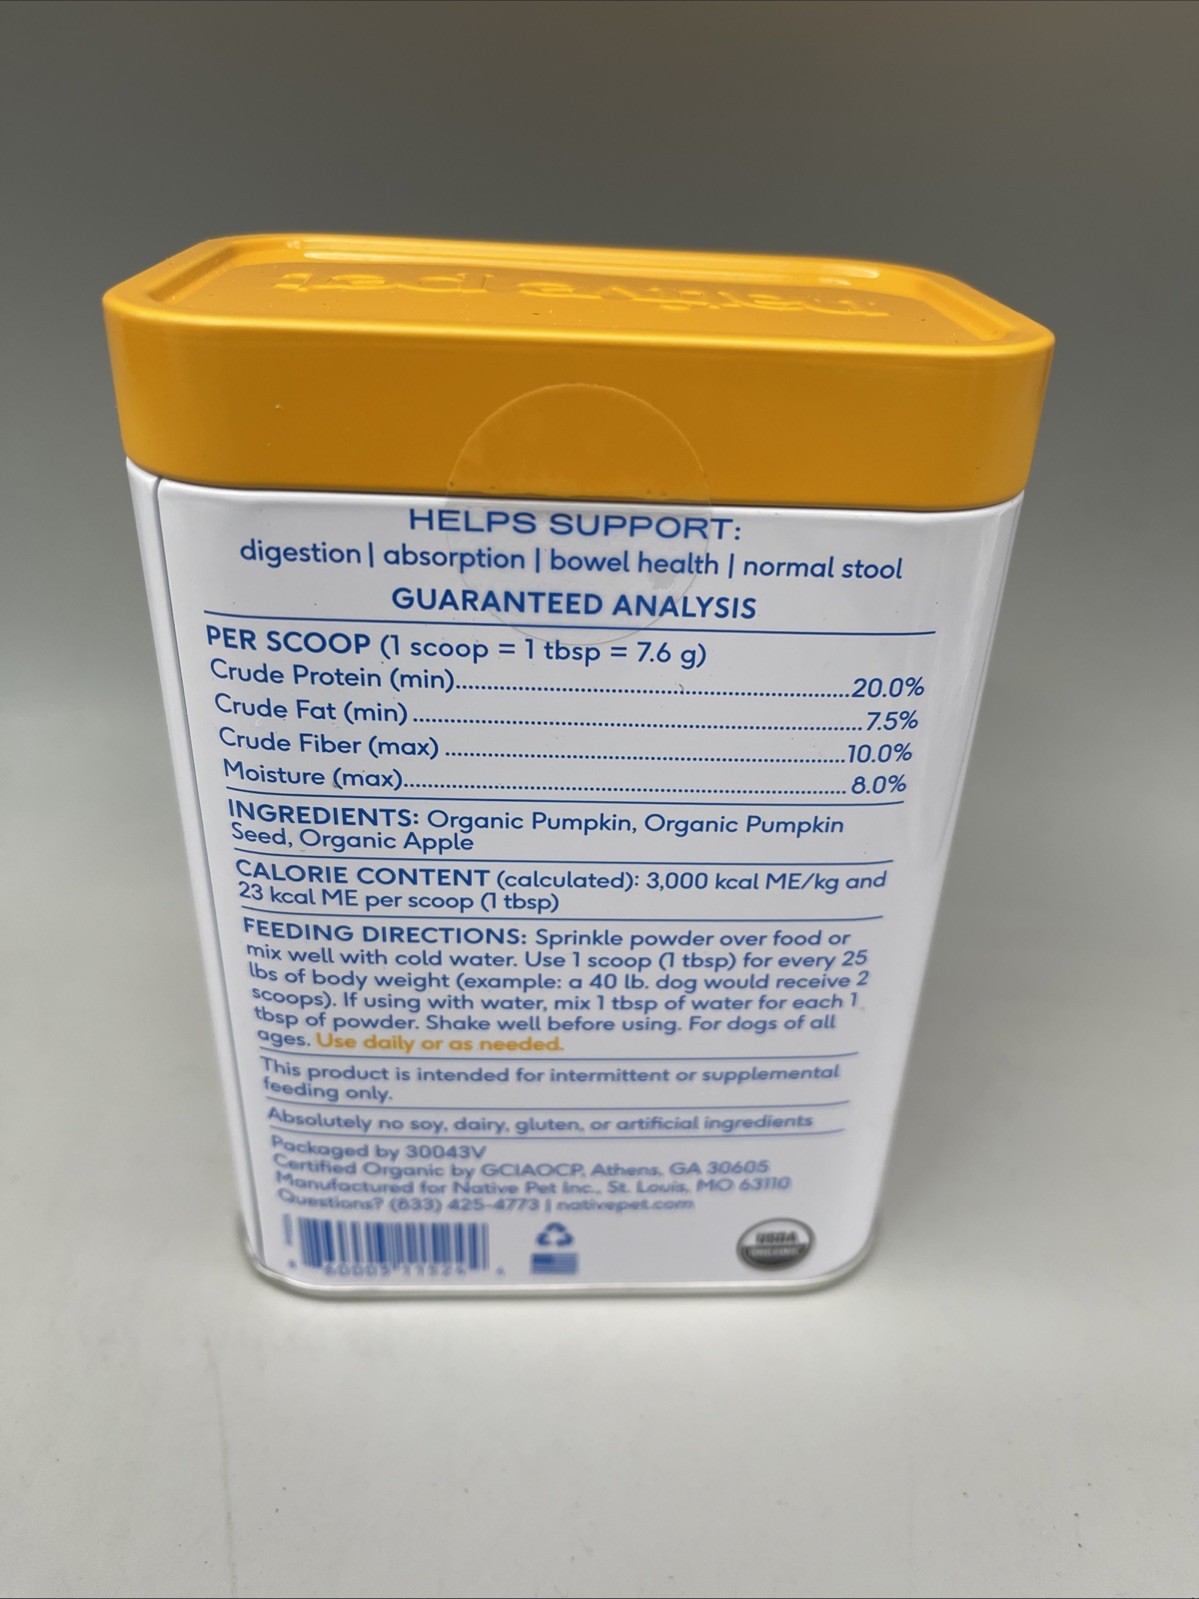 native pet
HELPS SUPPORT:
digestion | absorption | bowel health | normal stool
GUARANTEED ANALYSIS
PER SCOOP (1 scoop = 1 tbsp = 7.6 g)
Crude Protein (min)....................20.0%
Crude Fat (min)....................7.5%
Crude Fiber (max)....................10.0%
Moisture (max)....................8.0%
INGREDIENTS: Organic Pumpkin, Organic Pumpkin
Seed, Organic Apple
CALORIE CONTENT (calculated): 3,000 kcal ME/kg and
23 kcal ME per scoop (1 tbsp)
FEEDING DIRECTIONS: Sprinkle powder over food or
mix well with cold water. Use 1 scoop (1 tbsp) for every 25
lbs of body weight (example: a 40 lb. dog would receive 2
scoops). If using with water, mix 1 tbsp of water for each 1
tbsp of powder. Shake well before using. For dogs of all
ages. Use daily or as needed.
This product is intended for intermittent or supplemental
feeding only.
Absolutely no soy, dairy, gluten, or artificial ingredients
Packaged by 30043V
Certified Organic by GCIAOCP, Athens, GA 30605
Manufactured for Native Pet Inc., St. Louis, MO 63110
Questions? (833) 425-4773 | nativepet.com
USDA
ORGANIC